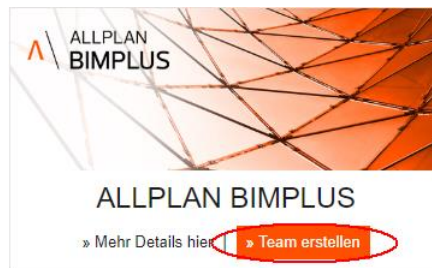 ALLPLAN
BIMPLUS
ALLPLAN BIMPLUS
» Mehr Details hier | » Team erstellen